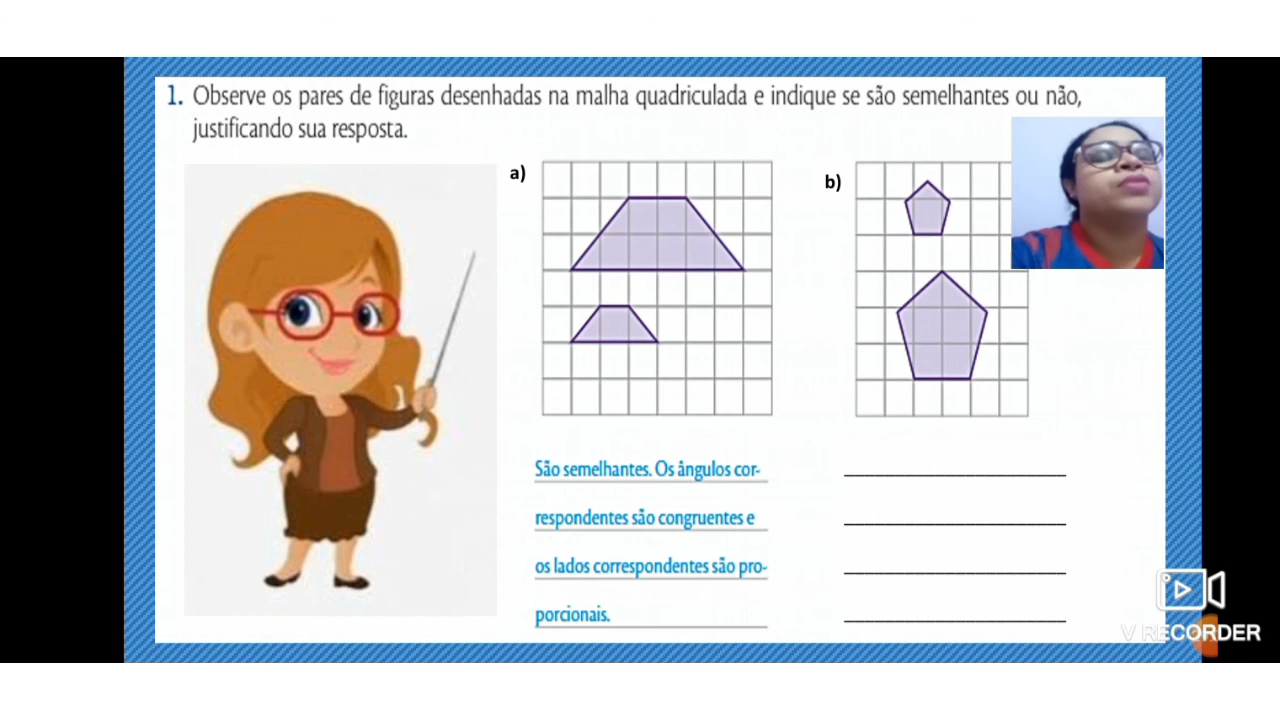 1. Observe os pares de figuras desenhadas na malha quadriculada e indique se são semelhantes ou não,
justificando sua resposta.
a)
b)
São semelhantes. Os ângulos cor-
respondentes são congruentes e
os lados correspondentes são pro-
porcionais.
V RECORDER